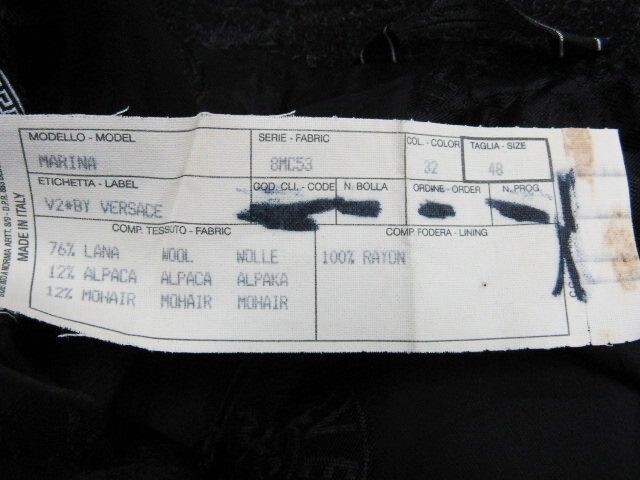 MODELLO - MODEL
MARINA
SERIE - FABRIC
8MC53
COL. - COLOR
32
TAGLIA - SIZE
48
ETICHETTA - LABEL
V2*BY VERSACE
COD. CLI. - CODE
N. BOLLA
ORDINE - ORDER
N. PROG.
COMP. TESSUTO - FABRIC
76% LANA WOOL WOLLE
12% ALPACA ALPACA ALPAKA
12% MOHAIR MOHAIR MOHAIR
COMP. FODERA - LINING
100% RAYON
MADE IN ITALY